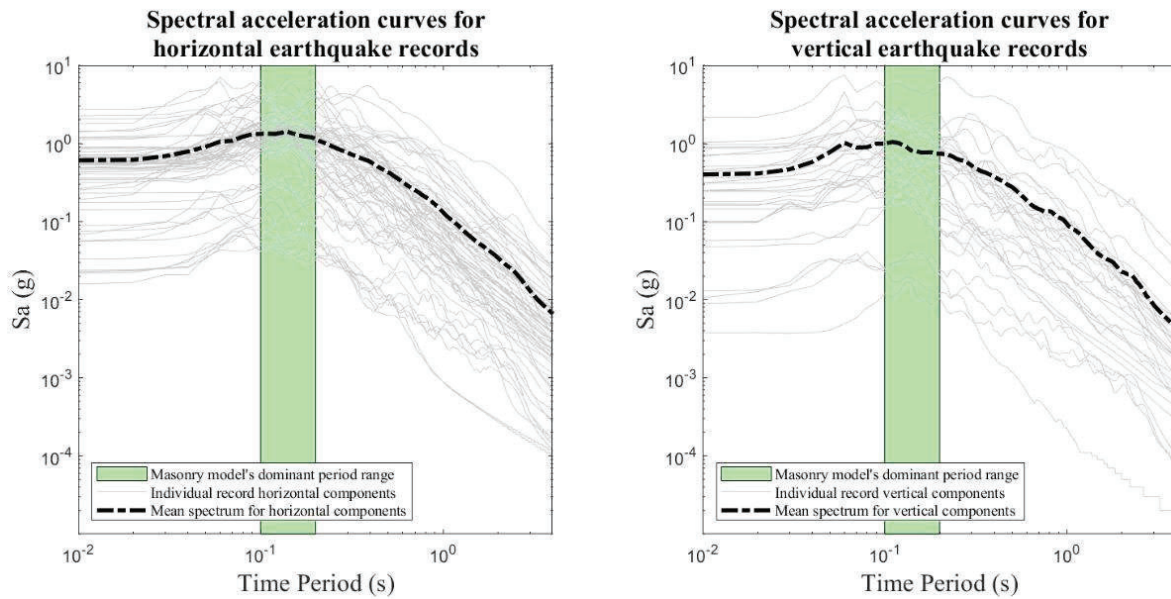 Spectral acceleration curves for
horizontal earthquake records
10^1
10^0
10^-1
10^-2
10^-3
10^-4
Sa (g)
Masonry model's dominant period range
Individual record horizontal components
Mean spectrum for horizontal components
10^-2
10^-1
10^0
Time Period (s)
Spectral acceleration curves for
vertical earthquake records
10^1
10^0
10^-1
10^-2
10^-3
10^-4
Sa (g)
Masonry model's dominant period range
Individual record vertical components
Mean spectrum for vertical components
10^-2
10^-1
10^0
Time Period (s)